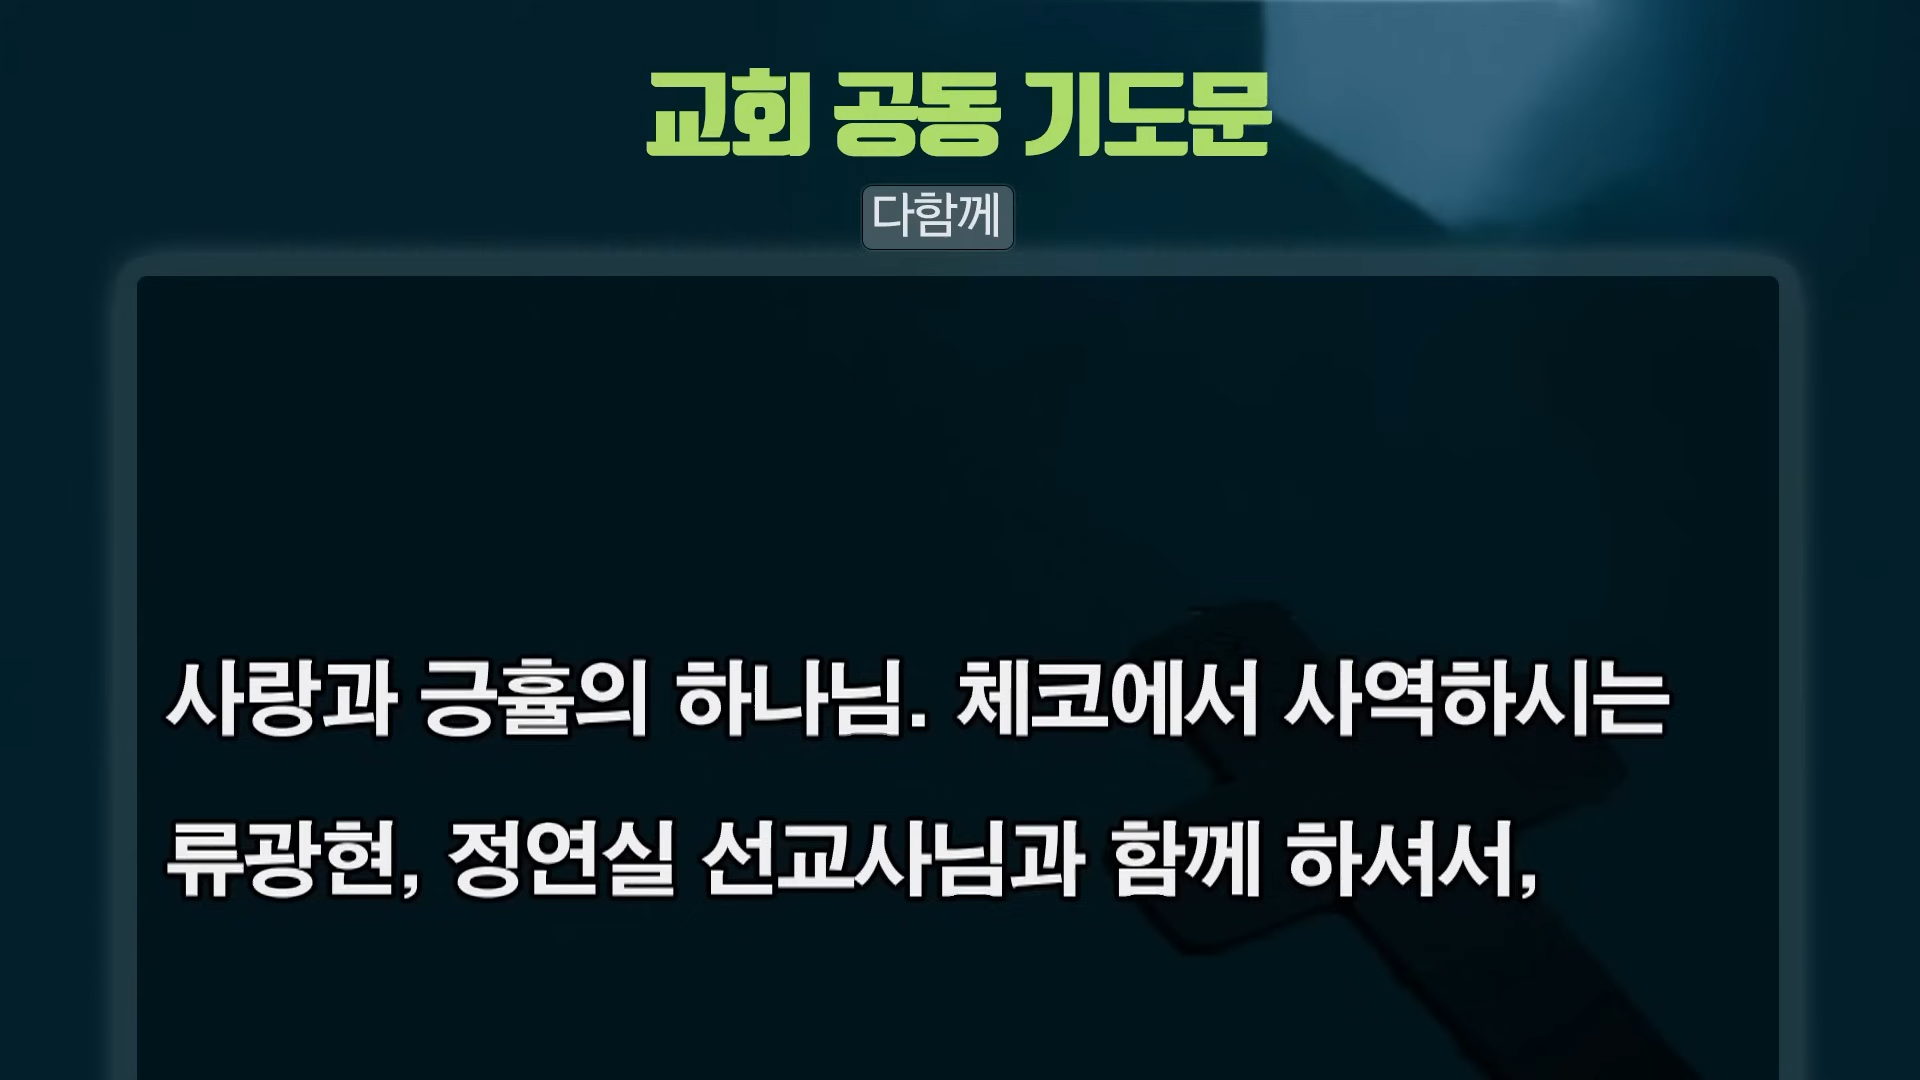 교회 공동 기도문
다함께
사랑과 긍휼의 하나님. 체코에서 사역하시는
류광현, 정연실 선교사님과 함께 하셔서,